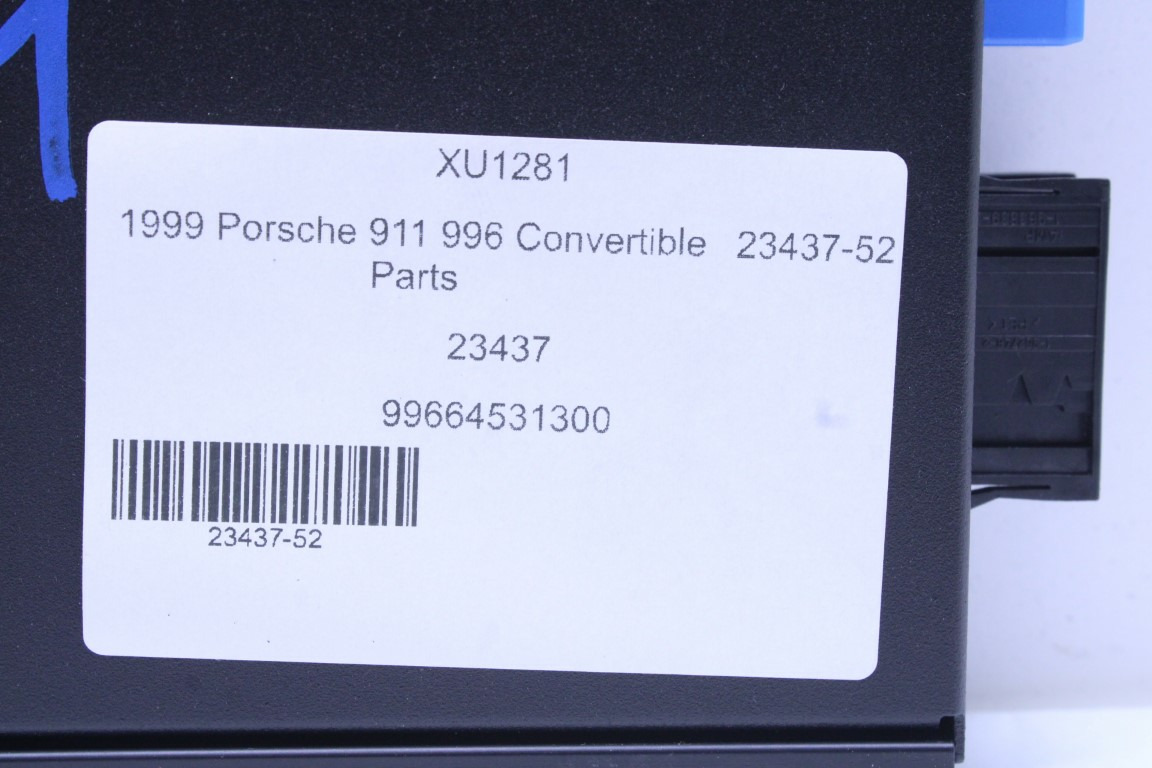 XU1281
1999 Porsche 911 996 Convertible 23437-52
Parts
23437
99664531300
23437-52